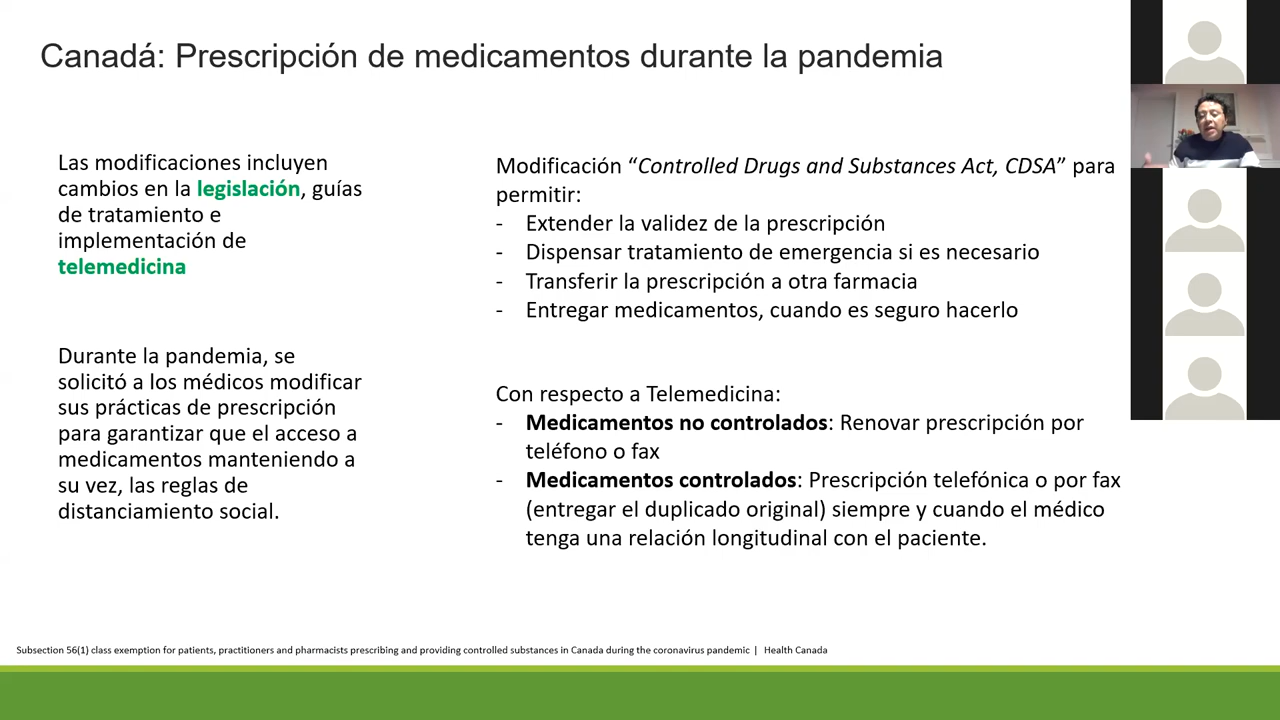 Canadá: Prescripción de medicamentos durante la pandemia
Las modificaciones incluyen
cambios en la legislación, guías
de tratamiento e
implementación de
telemedicina
Durante la pandemia, se
solicitó a los médicos modificar
sus prácticas de prescripción
para garantizar que el acceso a
medicamentos manteniendo a
su vez, las reglas de
distanciamiento social.
Modificación “Controlled Drugs and Substances Act, CDSA” para
permitir:
- Extender la validez de la prescripción
- Dispensar tratamiento de emergencia si es necesario
- Transferir la prescripción a otra farmacia
- Entregar medicamentos, cuando es seguro hacerlo
Con respecto a Telemedicina:
- Medicamentos no controlados: Renovar prescripción por
teléfono o fax
- Medicamentos controlados: Prescripción telefónica o por fax
(entregar el duplicado original) siempre y cuando el médico
tenga una relación longitudinal con el paciente.
Subsection 56(1) class exemption for patients, practitioners and pharmacists prescribing and providing controlled substances in Canada during the coronavirus pandemic | Health Canada